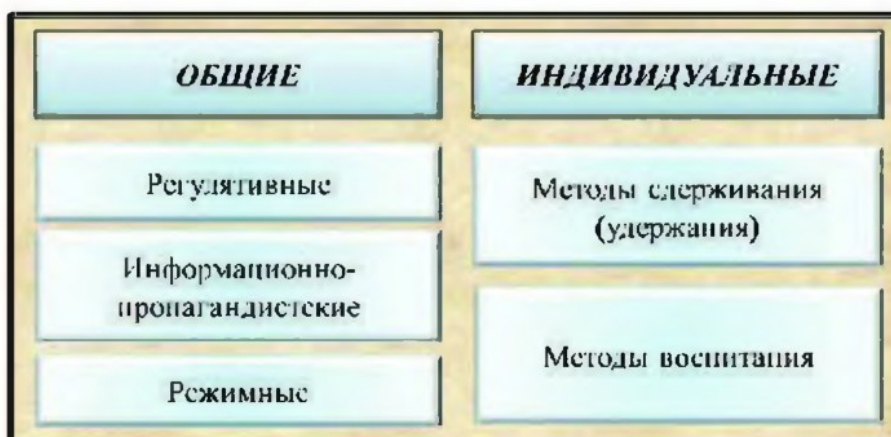 ОБЩИЕ
Регулятивные
Информационно-
пропагандистские
Режимные
ИНДИВИДУАЛЬНЫЕ
Методы сдерживания
(удержания)
Методы воспитания